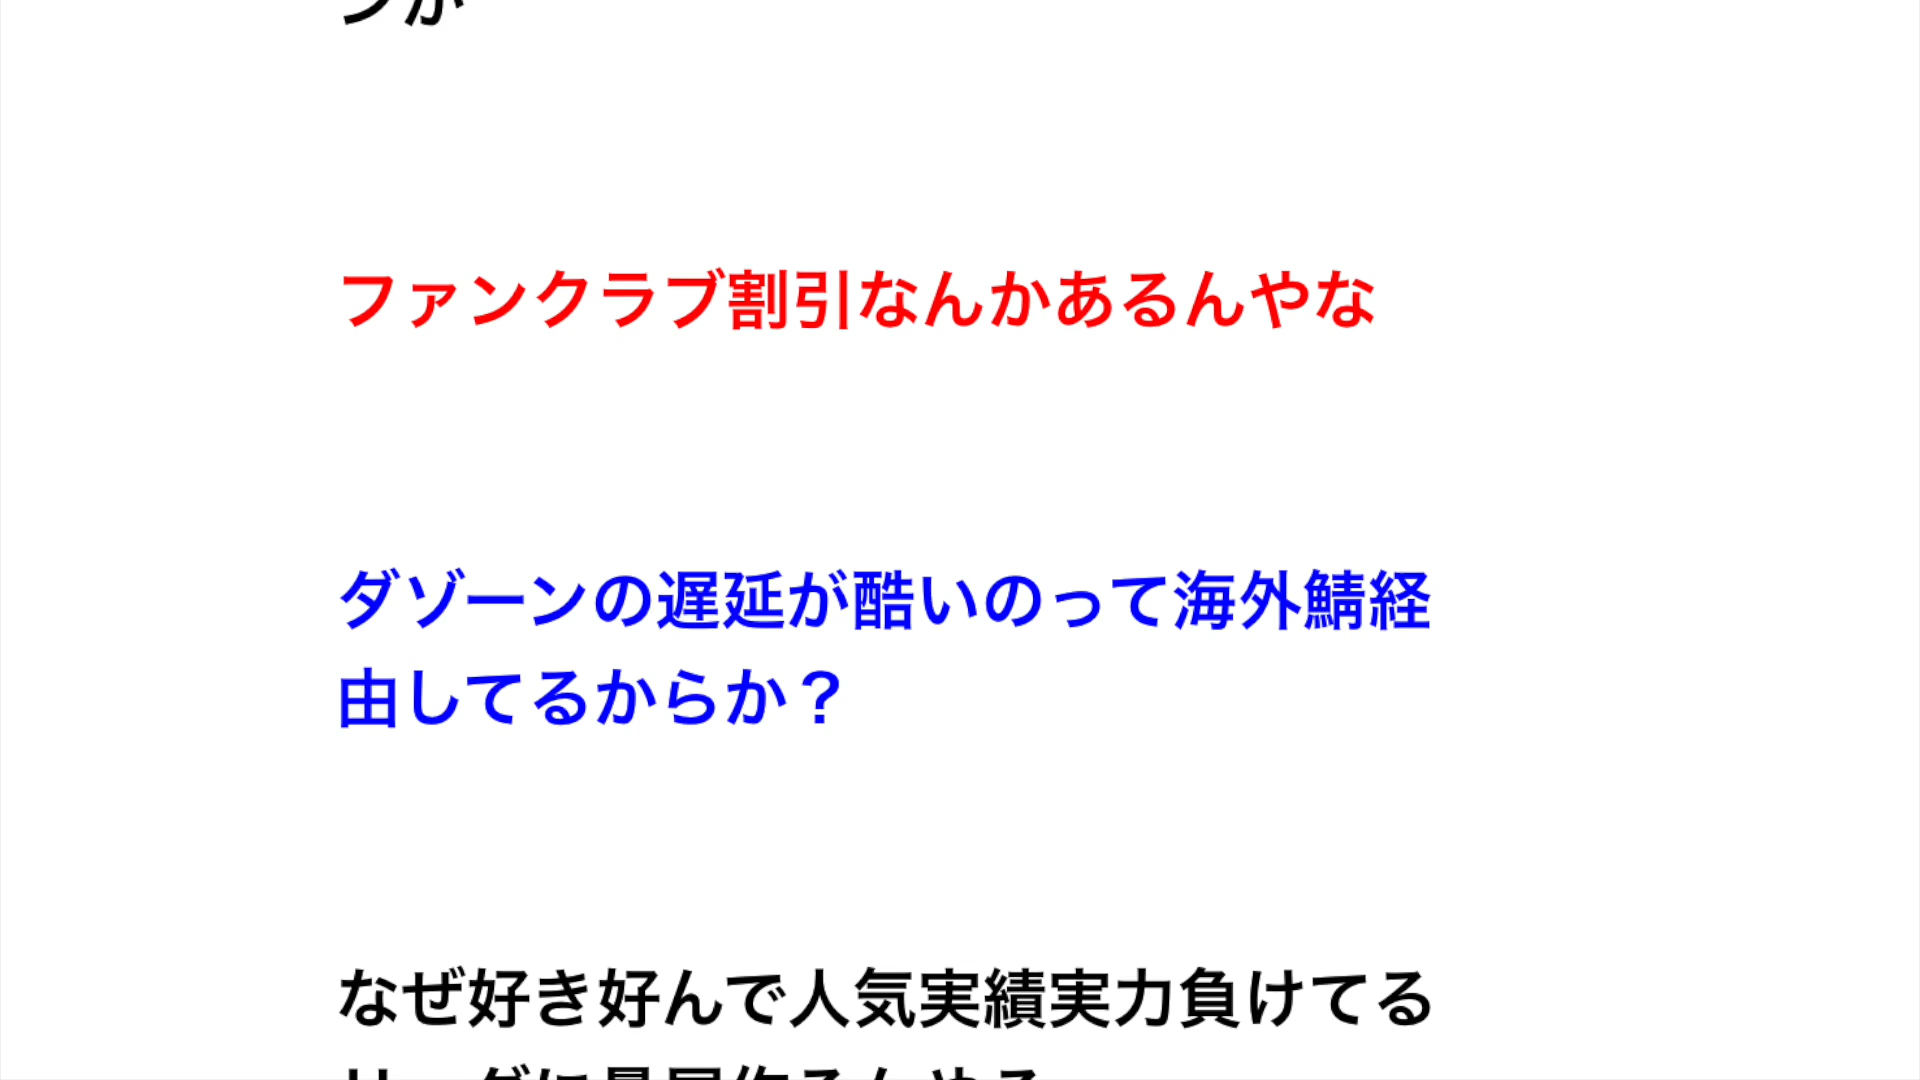 ンか
ファンクラブ割引なんかあるんやな
ダゾーンの遅延が酷いのって海外鯖経
由してるからか？
なぜ好き好んで人気実績実力負けてる